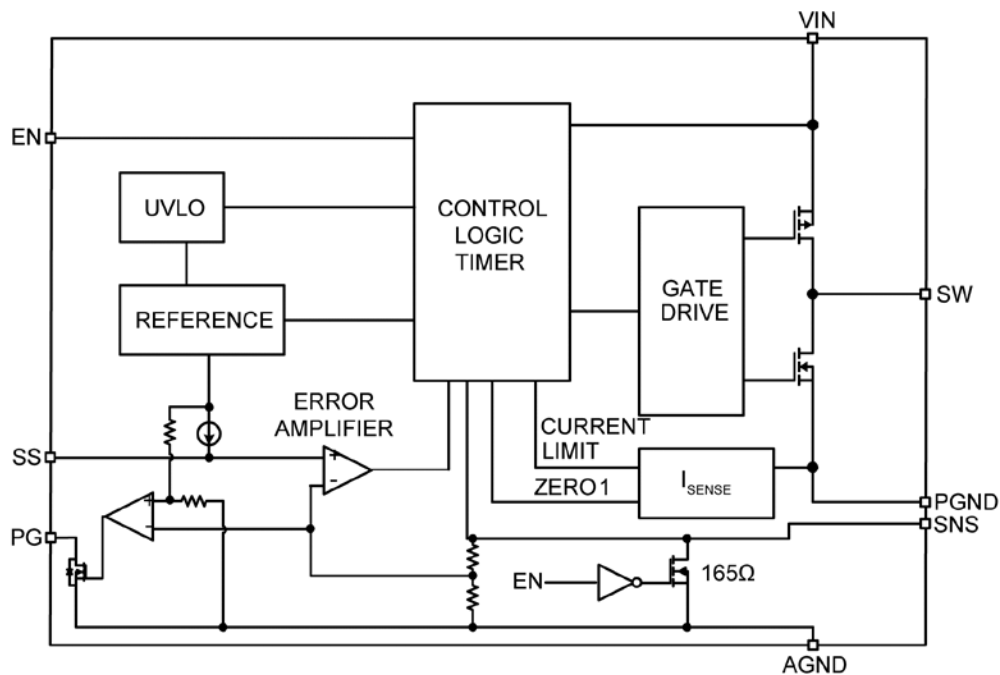 VIN
EN
UVLO
CONTROL
LOGIC
TIMER
GATE
DRIVE
SW
REFERENCE
ERROR
AMPLIFIER
CURRENT
LIMIT
SS
+
-
ZERO1
I_SENSE
PGND
SNS
+
-
PG
EN
165Ω
AGND